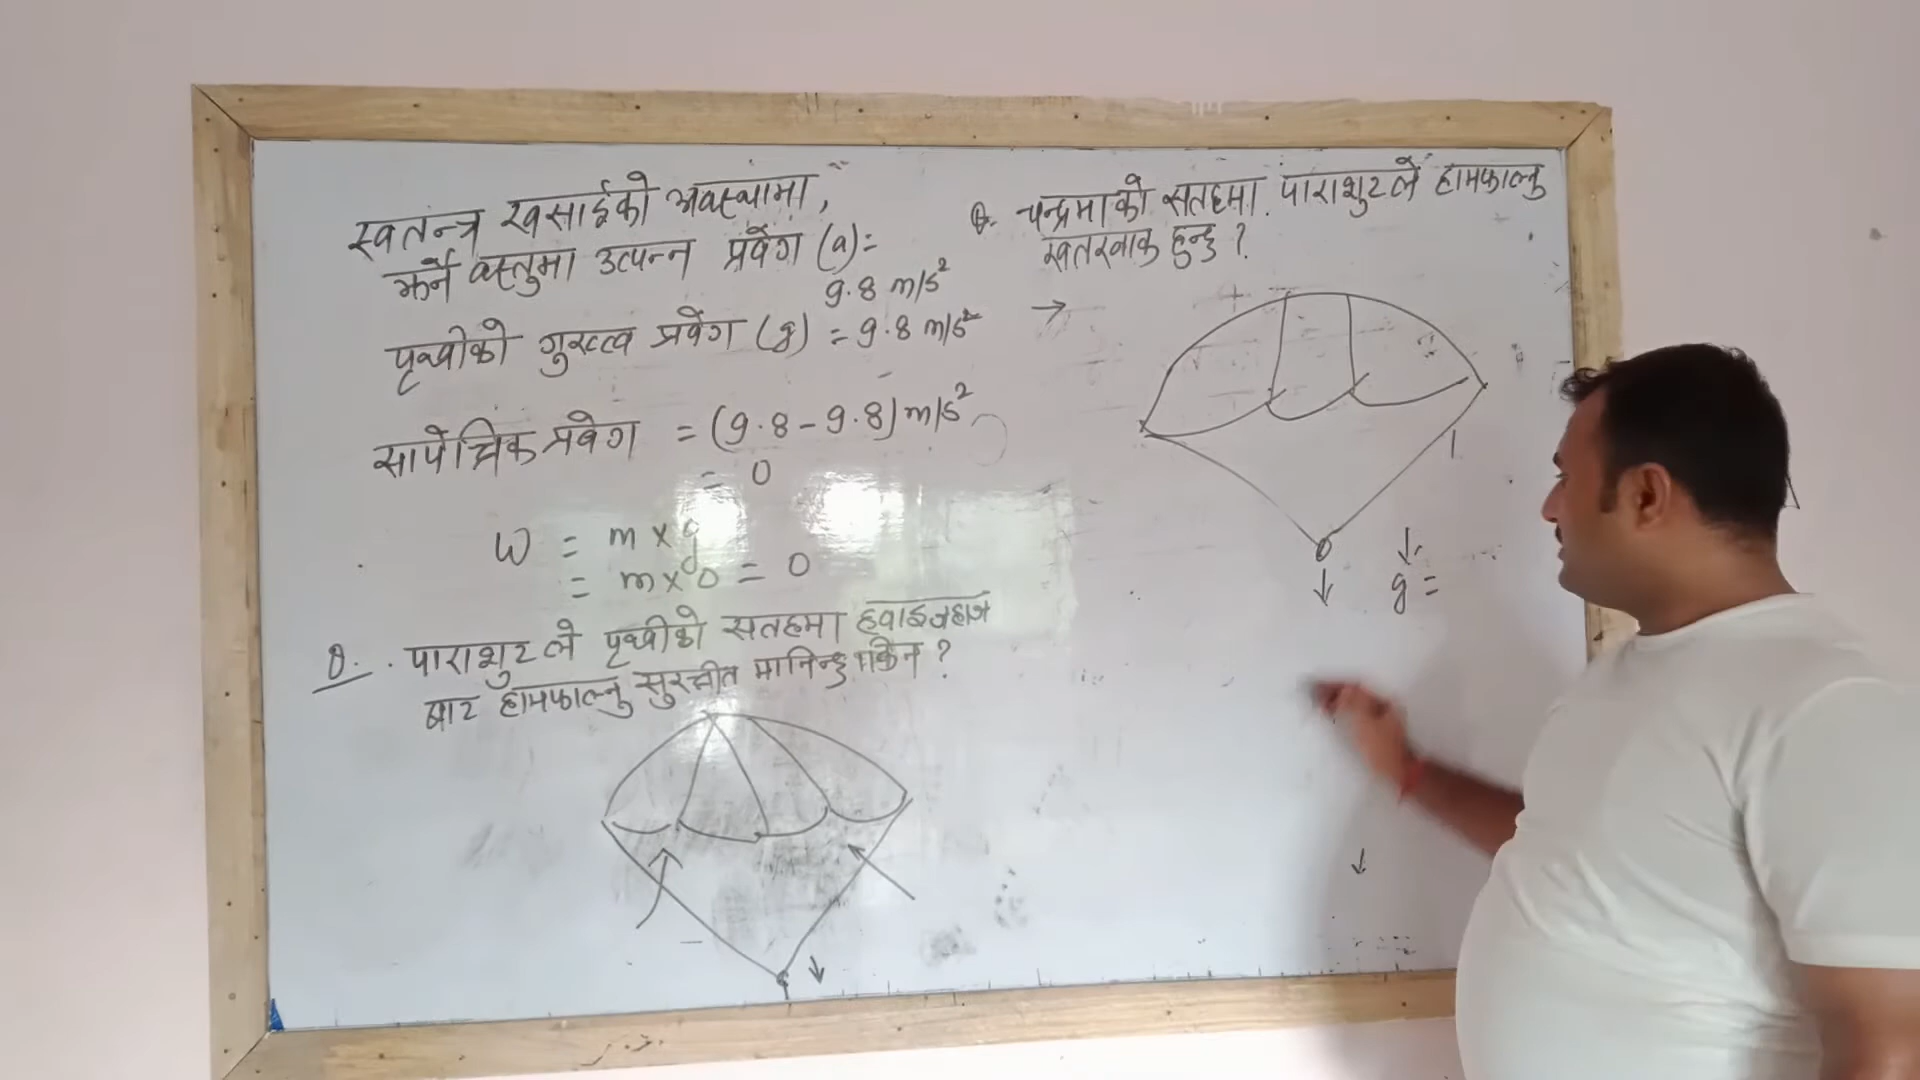 स्वतन्त्र खसाईको अवस्थामा,
झर्ने वस्तुमा उत्पन्न प्रवेग (a) =
9.8 m/s²
पृथ्वीको गुरुत्व प्रवेग (g) = 9.8 m/s²
सापेक्षिक प्रवेग = (9.8 - 9.8) m/s²
= 0
W = m × g
= m × 0 = 0
Q. पाराशुटले पृथ्वीको सतहमा हवाइजहाज
बाट हामफाल्नु सुरक्षीत मानिन्छ किन ?
Q. चन्द्रमाको सतहमा पाराशुटले हामफाल्नु
खतरनाक हुन्छ ?
→
g =